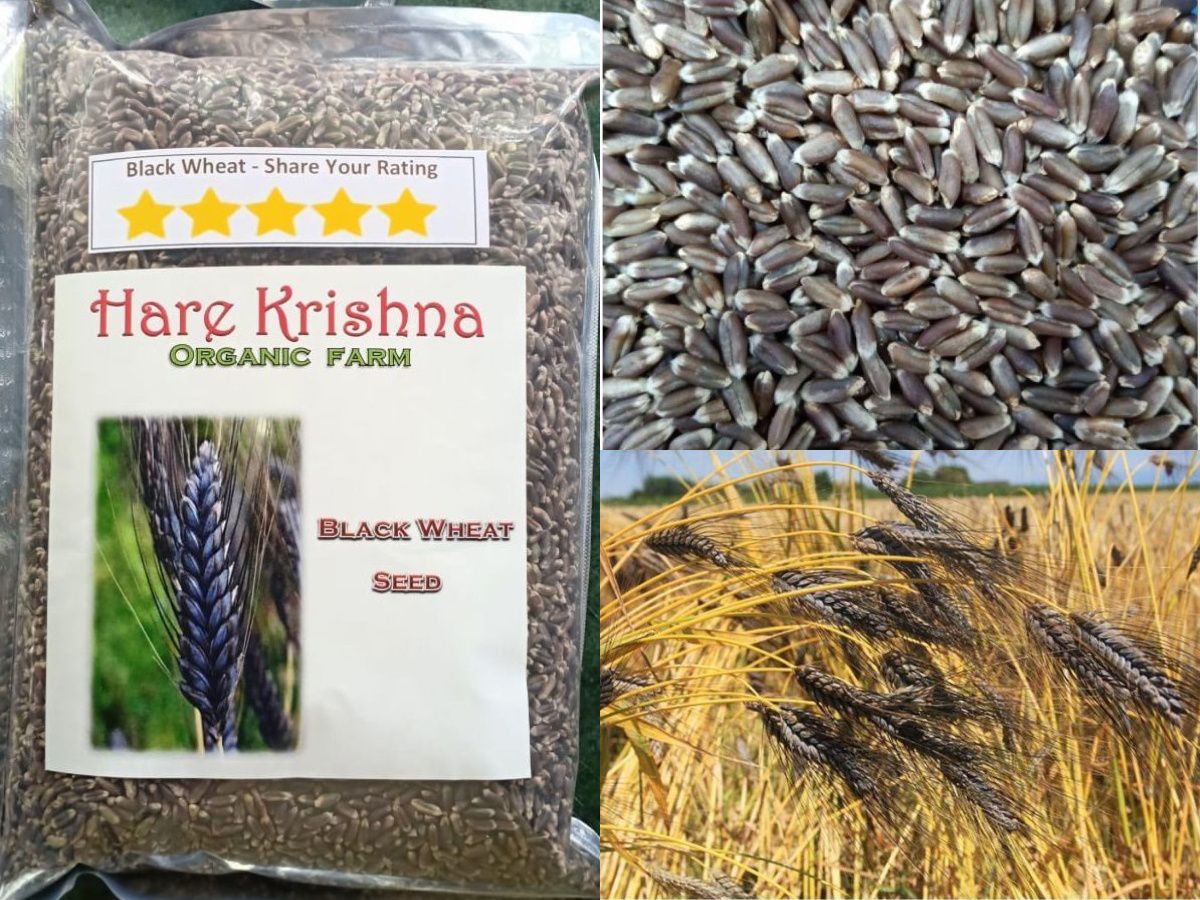 Black Wheat - Share Your Rating
Hare Krishna
ORGANIC FARM
BLACK WHEAT
SEED